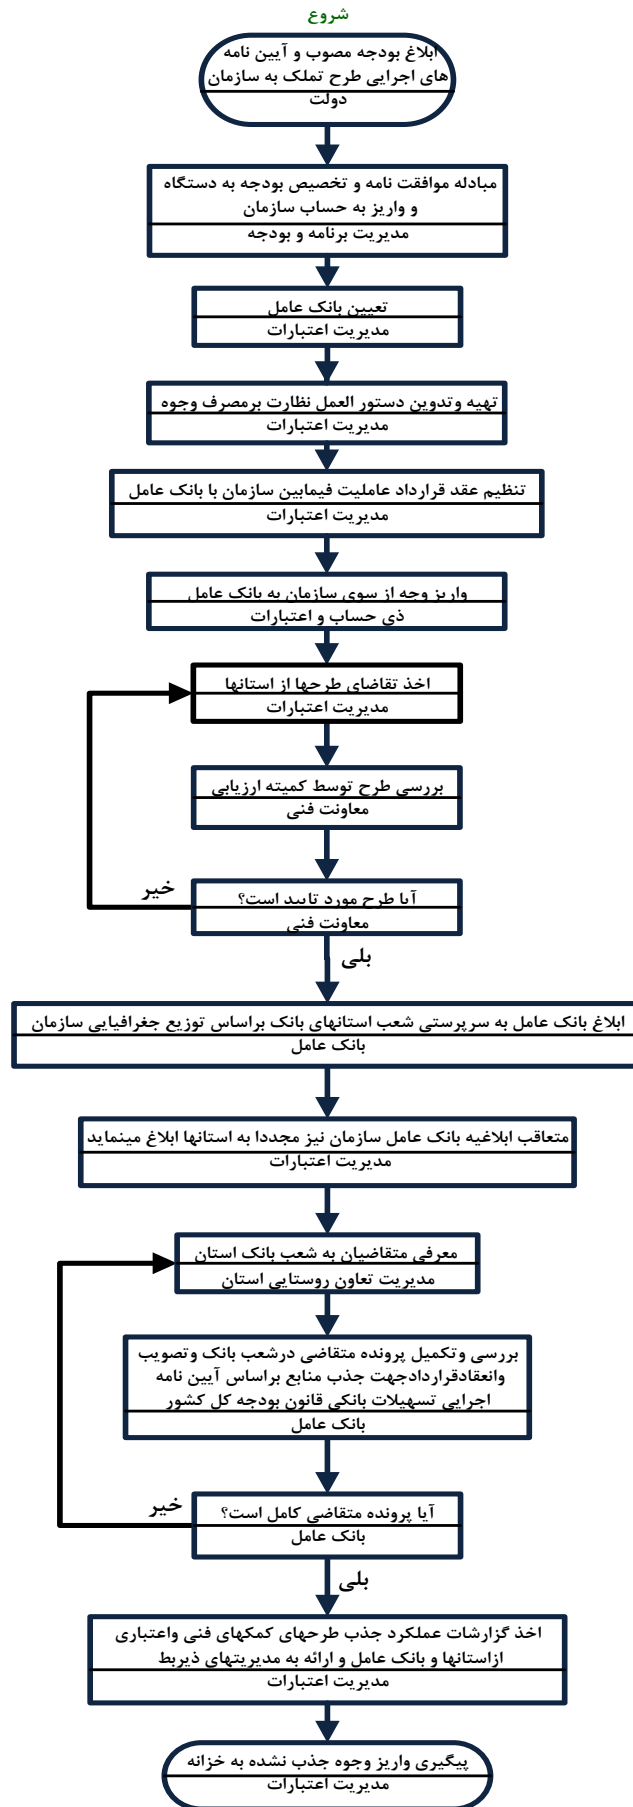 شروع
ابلاغ بودجه مصوب و آیین نامه
های اجرایی طرح تملک به سازمان
دولت
مبادله موافقت نامه و تخصیص بودجه به دستگاه
و واریز به حساب سازمان
مدیریت برنامه و بودجه
تعیین بانک عامل
مدیریت اعتبارات
تهیه وتدوین دستور العمل نظارت برمصرف وجوه
مدیریت اعتبارات
تنظیم عقد قرارداد عاملیت فیمابین سازمان با بانک عامل
مدیریت اعتبارات
واریز وجه از سوی سازمان به بانک عامل
ذی حساب و اعتبارات
اخذ تقاضای طرحها از استانها
مدیریت اعتبارات
بررسی طرح توسط کمیته ارزیابی
معاونت فنی
خیر
آیا طرح مورد تایید است؟
معاونت فنی
بلی
ابلاغ بانک عامل به سرپرستی شعب استانهای بانک براساس توزیع جغرافیایی سازمان
بانک عامل
متعاقب ابلاغیه بانک عامل سازمان نیز مجددا به استانها ابلاغ مینماید
مدیریت اعتبارات
معرفی متقاضیان به شعب بانک استان
مدیریت تعاون روستایی استان
بررسی وتکمیل پرونده متقاضی درشعب بانک وتصویب
وانعقادقراردادجهت جذب منابع براساس آیین نامه
اجرایی تسهیلات بانکی قانون بودجه کل کشور
بانک عامل
خیر
آیا پرونده متقاضی کامل است؟
بانک عامل
بلی
اخذ گزارشات عملکرد جذب طرحهای کمکهای فنی واعتباری
ازاستانها و بانک عامل و ارائه به مدیریتهای ذیربط
مدیریت اعتبارات
پیگیری واریز وجوه جذب نشده به خزانه
مدیریت اعتبارات